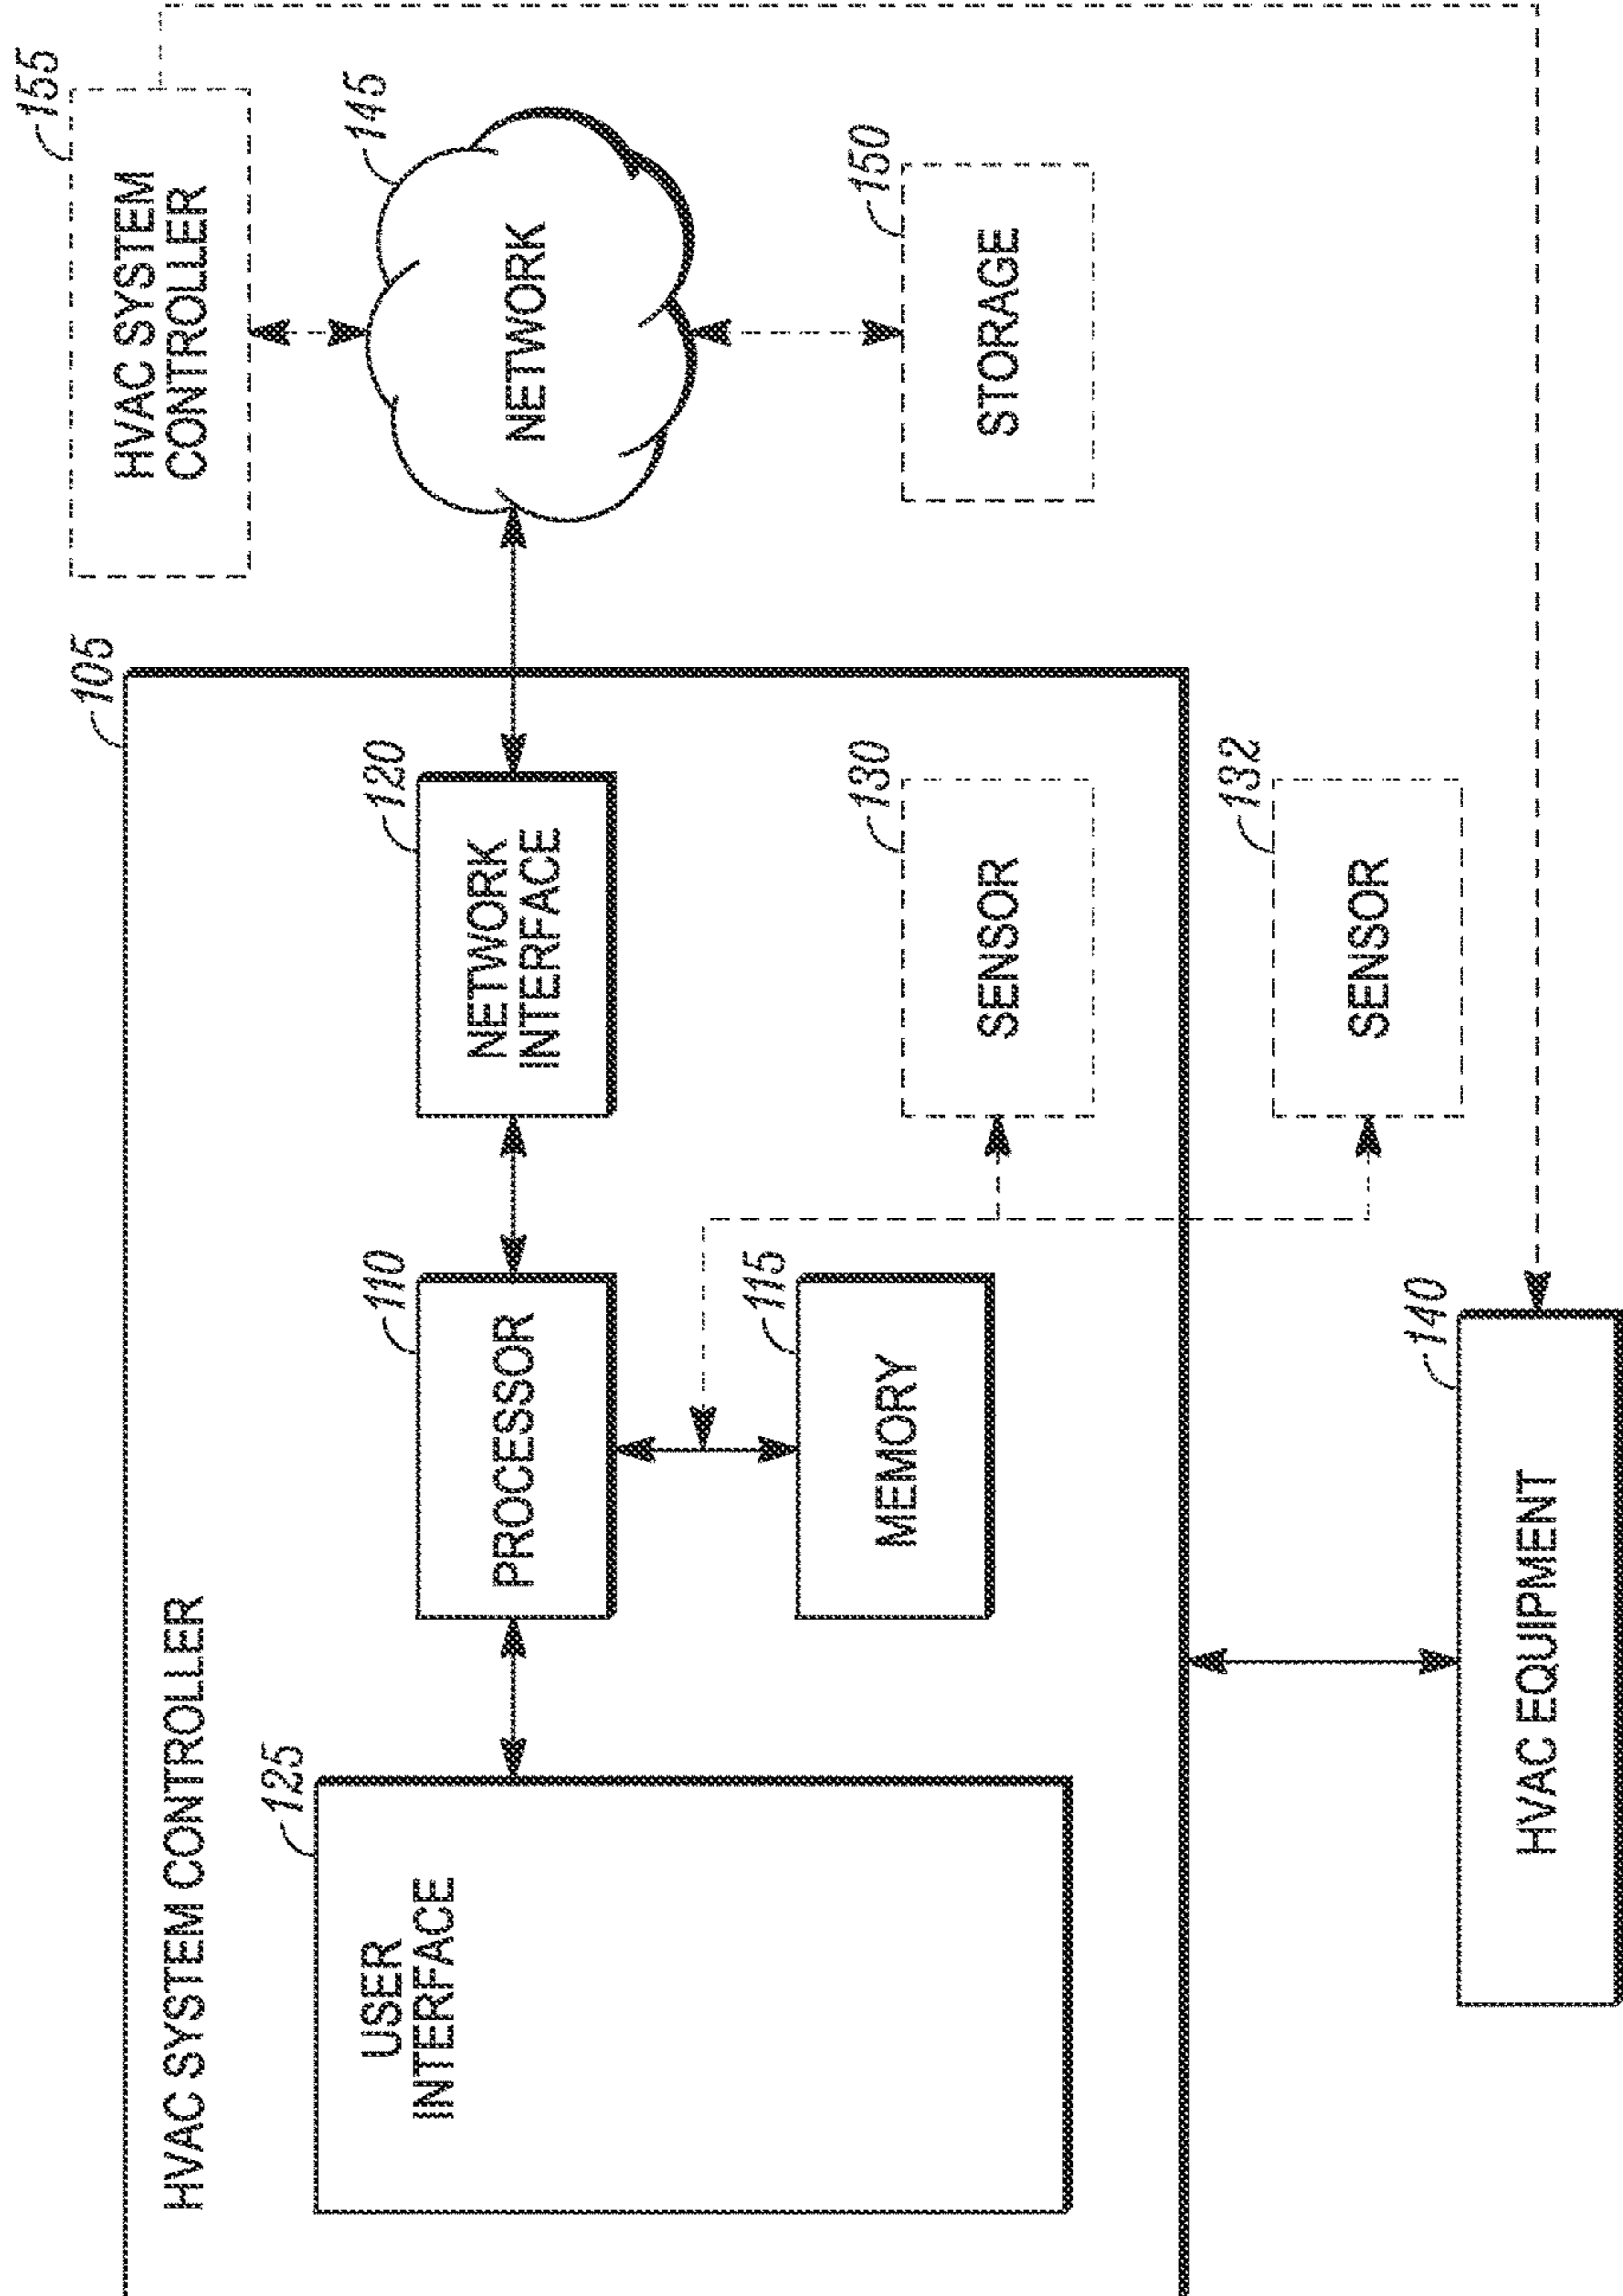 HVAC SYSTEM CONTROLLER
105
USER
INTERFACE
125
PROCESSOR
110
NETWORK
INTERFACE
120
MEMORY
115
SENSOR
130
SENSOR
132
HVAC EQUIPMENT
140
HVAC SYSTEM
CONTROLLER
155
NETWORK
145
STORAGE
150